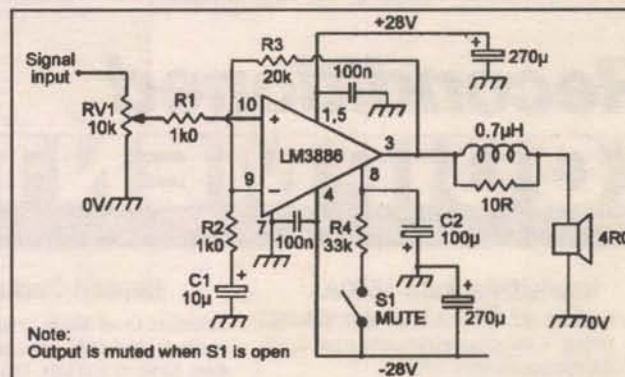 +28V
Signal
input
R3
20k
100n
270µ
+
RV1
10k
R1
1k0
10
+
1,5
LM3886
3
0.7µH
10R
0V
9
−
8
4
R2
1k0
7
100n
R4
33k
C2
100µ
+
4R0
C1
10µ
+
S1
MUTE
+
270µ
0V
Note:
Output is muted when S1 is open
-28V